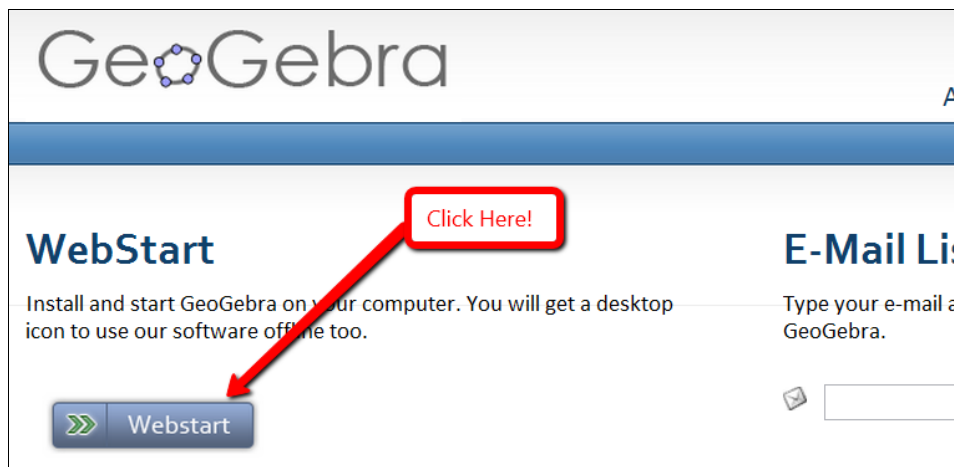 GeoGebra
A
Click Here!
WebStart
Install and start GeoGebra on your computer. You will get a desktop
icon to use our software offline too.
Webstart
E-Mail Lis
Type your e-mail a
GeoGebra.